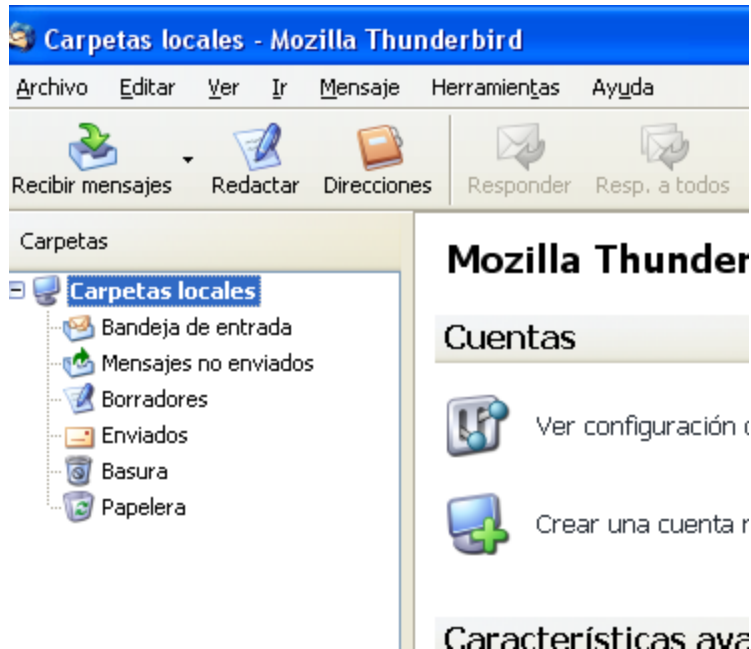 Carpetas locales - Mozilla Thunderbird
Archivo Editar Ver Ir Mensaje Herramientas Ayuda
Recibir mensajes Redactar Direcciones Responder Resp. a todos
Carpetas
Carpetas locales
Bandeja de entrada
Mensajes no enviados
Borradores
Enviados
Basura
Papelera
Mozilla Thunder
Cuentas
Ver configuración
Crear una cuenta
Características